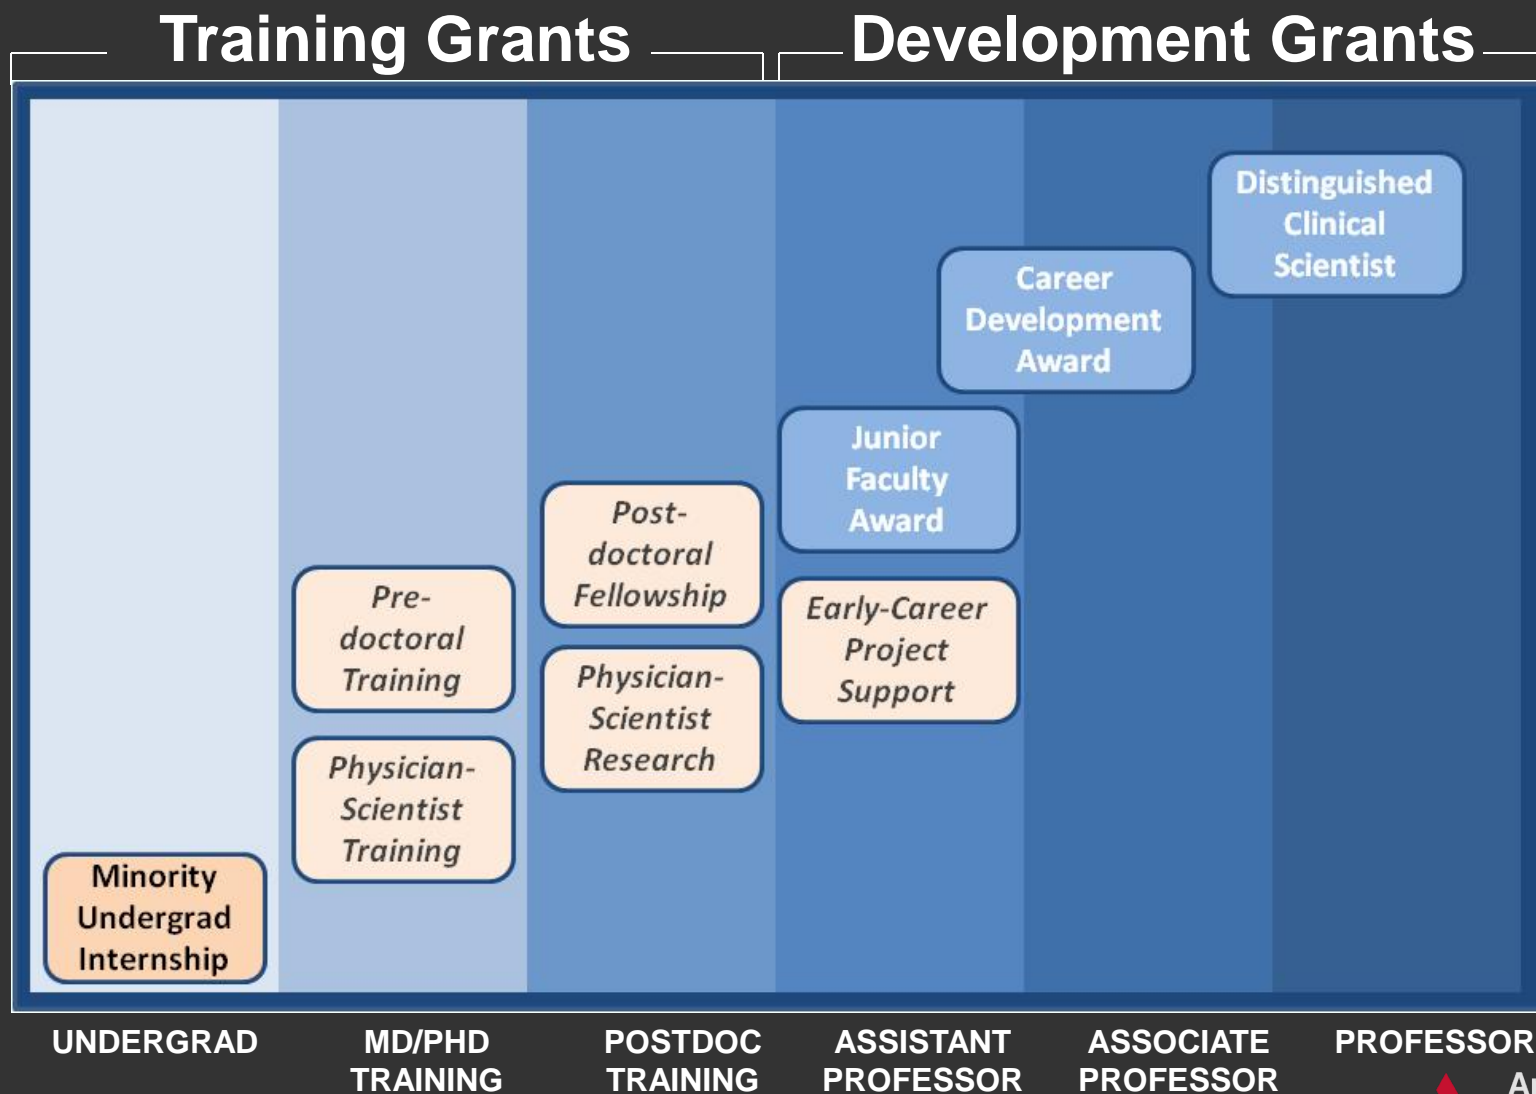 Training Grants
Development Grants
Distinguished
Clinical
Scientist
Career
Development
Award
Junior
Faculty
Award
Post-
doctoral
Fellowship
Early-Career
Project
Support
Pre-
doctoral
Training
Physician-
Scientist
Research
Physician-
Scientist
Training
Minority
Undergrad
Internship
UNDERGRAD
MD/PHD
TRAINING
POSTDOC
TRAINING
ASSISTANT
PROFESSOR
ASSOCIATE
PROFESSOR
PROFESSOR